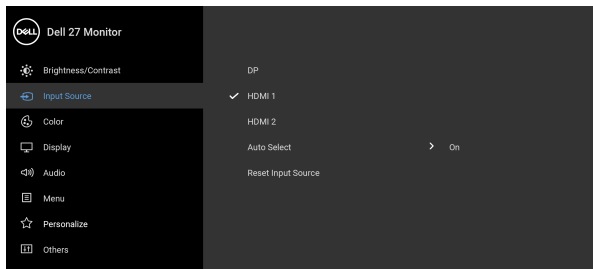 DELL Dell 27 Monitor
Brightness/Contrast
Input Source
Color
Display
Audio
Menu
Personalize
Others
DP
HDMI 1
HDMI 2
Auto Select On
Reset Input Source